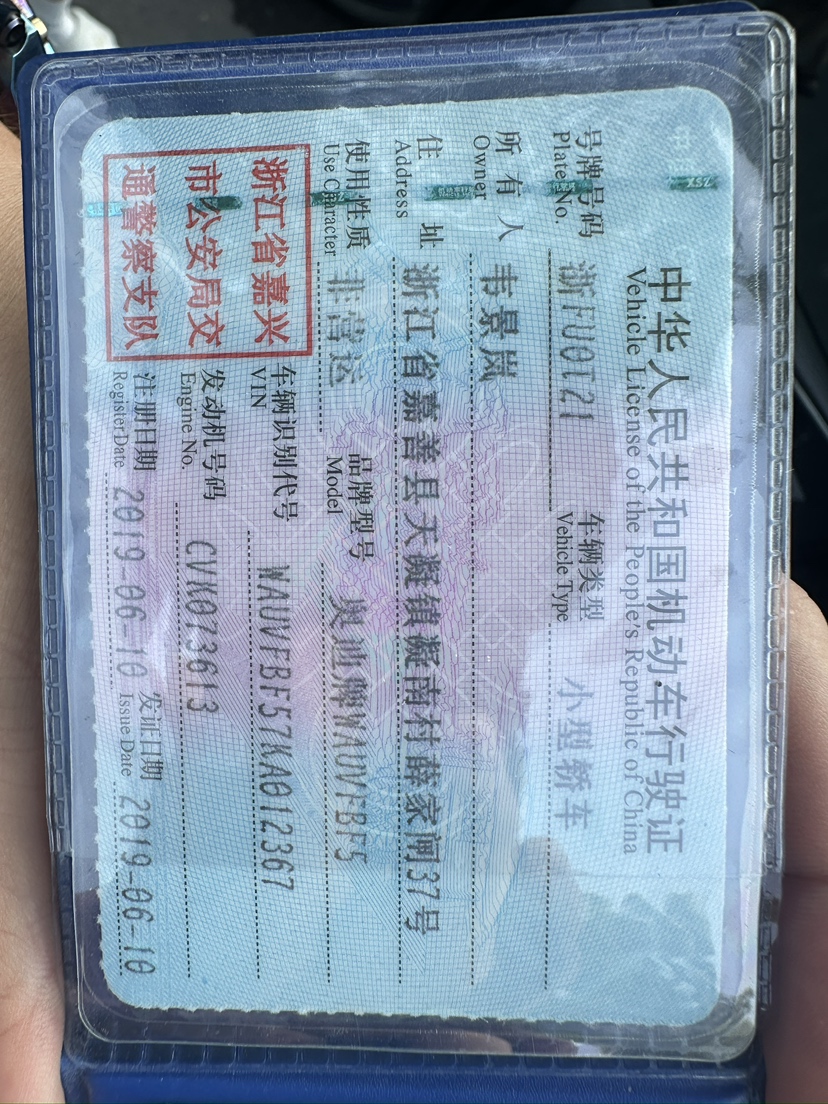 中华人民共和国机动车行驶证
Vehicle License of the People's Republic of China
号牌号码 浙FU0T21 车辆类型 小型轿车
Plate No. Vehicle Type
所有人 韦景岚
Owner
住址 浙江省嘉善县天凝镇凝南村薛家闸37号
Address
使用性质 非营运 品牌型号 奥迪牌WAUVFBF5
Use Character Model
浙江省嘉兴
市公安局交
通警察支队
车辆识别代号 WAUVFBF57KA012367
VIN
发动机号码 CVK073613
Engine No.
注册日期 2019-06-10 发证日期 2019-06-10
Register Date Issue Date